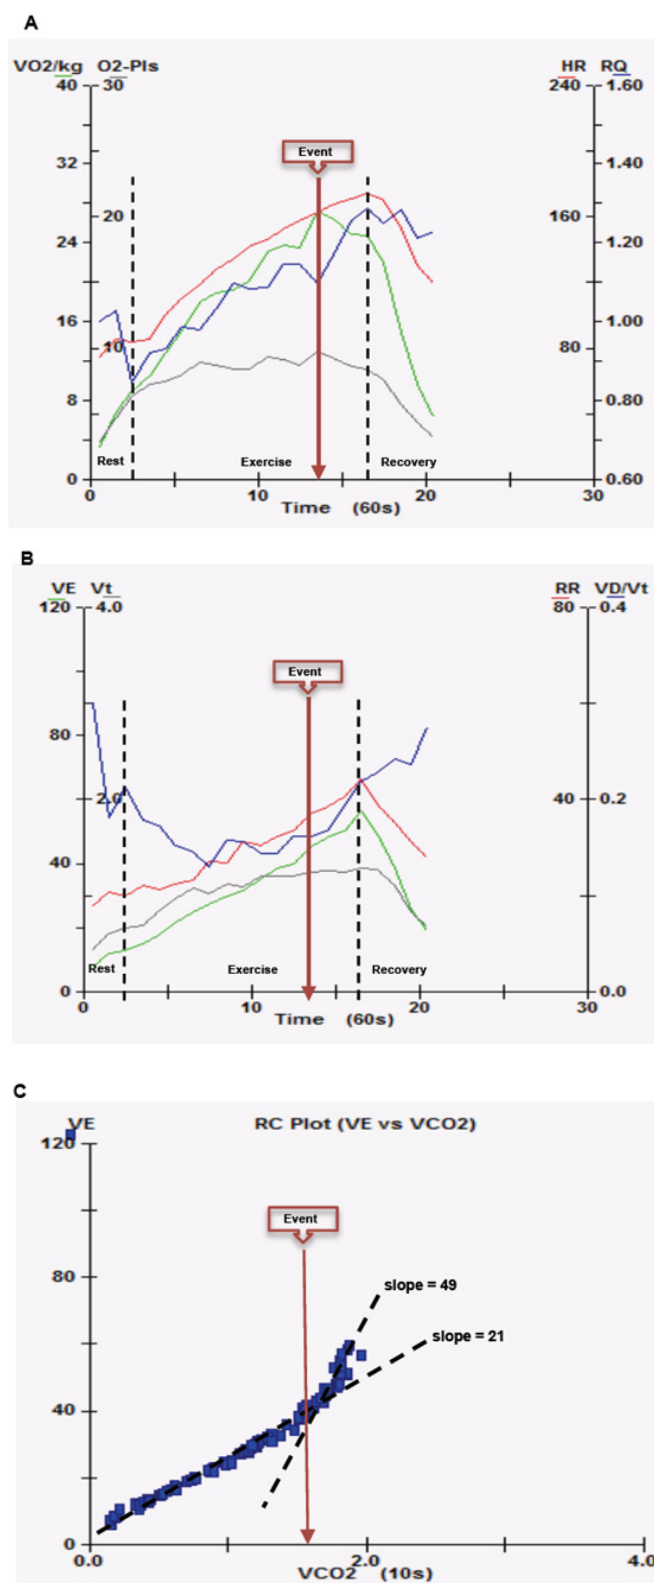 A
VO2/kg O2-Pls HR RQ
40 30 240 1.60
32 1.40
Event
20 160
24 1.20
16 1.00
10 80
8 0.80
Rest Exercise Recovery
0 0.60
0 10 20 30
Time (60s)
B
VE Vt RR VD/Vt
120 4.0 80 0.4
Event
80
2.0 40 0.2
40
Rest Exercise Recovery
0 0.0
0 10 20 30
Time (60s)
C
VE RC Plot (VE vs VCO2)
120
Event
80 slope = 49
slope = 21
40
0
0.0 2.0 4.0
VCO2 (10s)